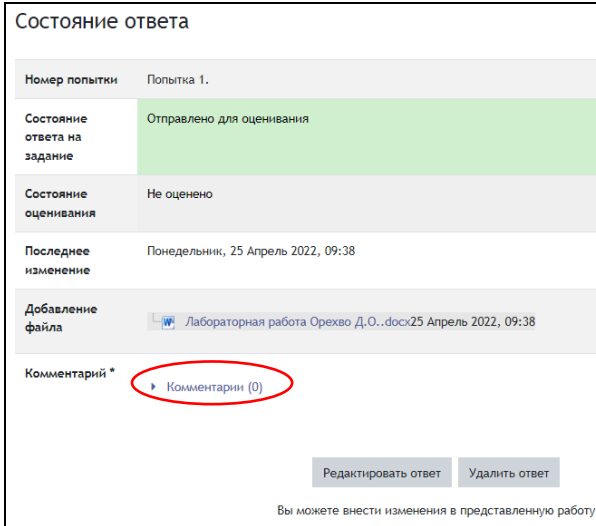 Состояние ответа
Номер попытки Попытка 1.
Состояние ответа на задание Отправлено для оценивания
Состояние оценивания Не оценено
Последнее изменение Понедельник, 25 Апрель 2022, 09:38
Добавление файла Лабораторная работа Орехво Д.О..docx25 Апрель 2022, 09:38
Комментарий * Комментарии (0)
Редактировать ответ Удалить ответ
Вы можете внести изменения в представленную работу